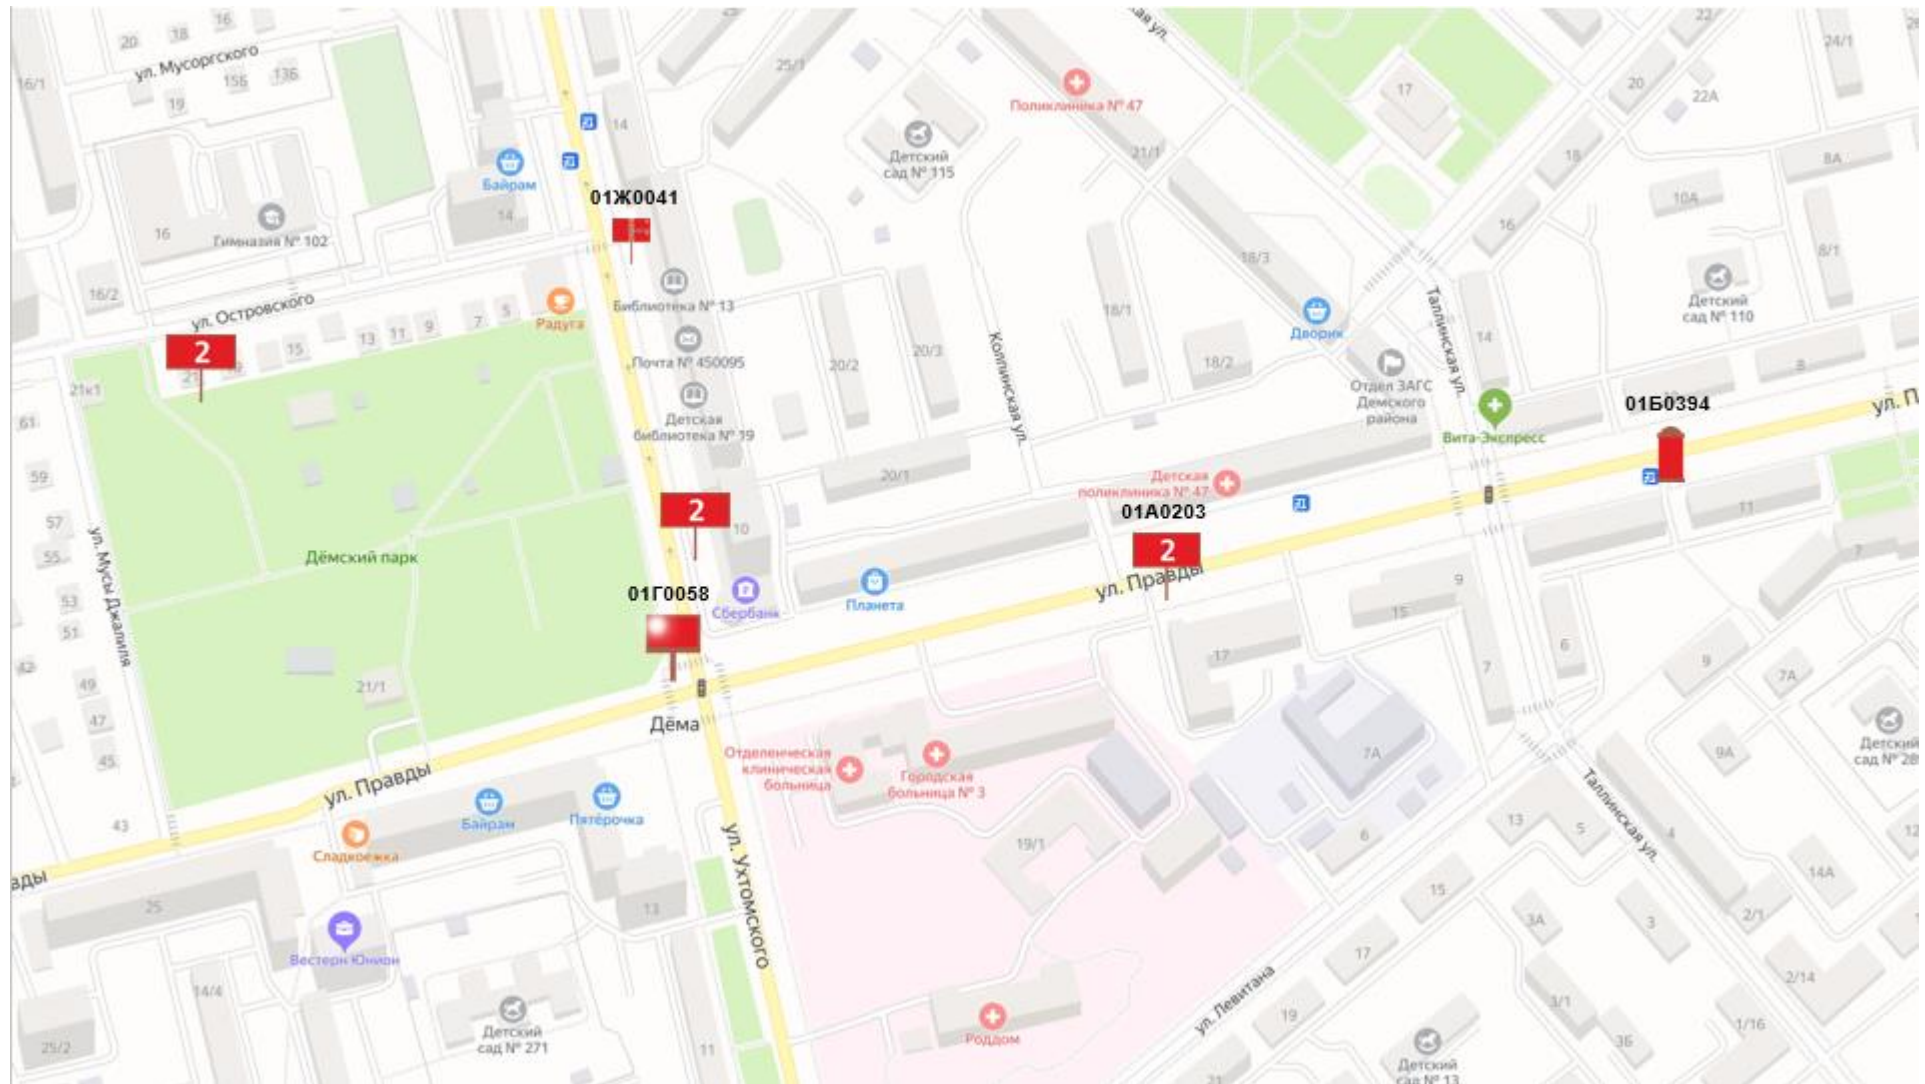 20
18
16
ул. Мусоргского
16/1
15Б
13Б
19
25/1
14
Байрам
14
16
Гимназия № 102
16/2
ул. Островского
15
13
11
9
7
5
Радуга
2
21к1
61
59
57
55
53
51
49
47
45
43
ул. Мусы Джалиля
Дёмский парк
21/1
01Ж0041
Библиотека № 13
Почта № 450095
Детская
библиотека № 19
2
10
01Г0058
Сбербанк
Дёма
Поликлиника № 47
Детский
сад № 115
21/1
20/2
20/3
20/1
Колпинская ул.
18/1
18/2
18/3
Дворик
Отдел ЗАГС
Демского
района
Детская
поликлиника № 47
01А0203
2
Планета
ул. Правды
17
20
22
22А
24/1
18
16
10А
8А
8/1
Детский
сад № 110
14
Таллинская ул.
Вита-Экспресс
8
01Б0394
ул. П
11
7
9
15
17
7
6
9
7А
9А
Детский
сад № 28
ул. Правды
Байрам
Пятёрочка
Сладкоежка
25
Вестерн Юнион
14/4
25/2
Детский
сад № 271
13
11
ул. Ухтомского
Отделенческая
клиническая
больница
Городская
больница № 3
19/1
Роддом
7А
6
13
5
4
Таллинская ул.
14А
12
15
3А
3
2/1
17
2/14
ул. Левитана
19
3/1
3Б
1/16
21
Детский
сад № 13